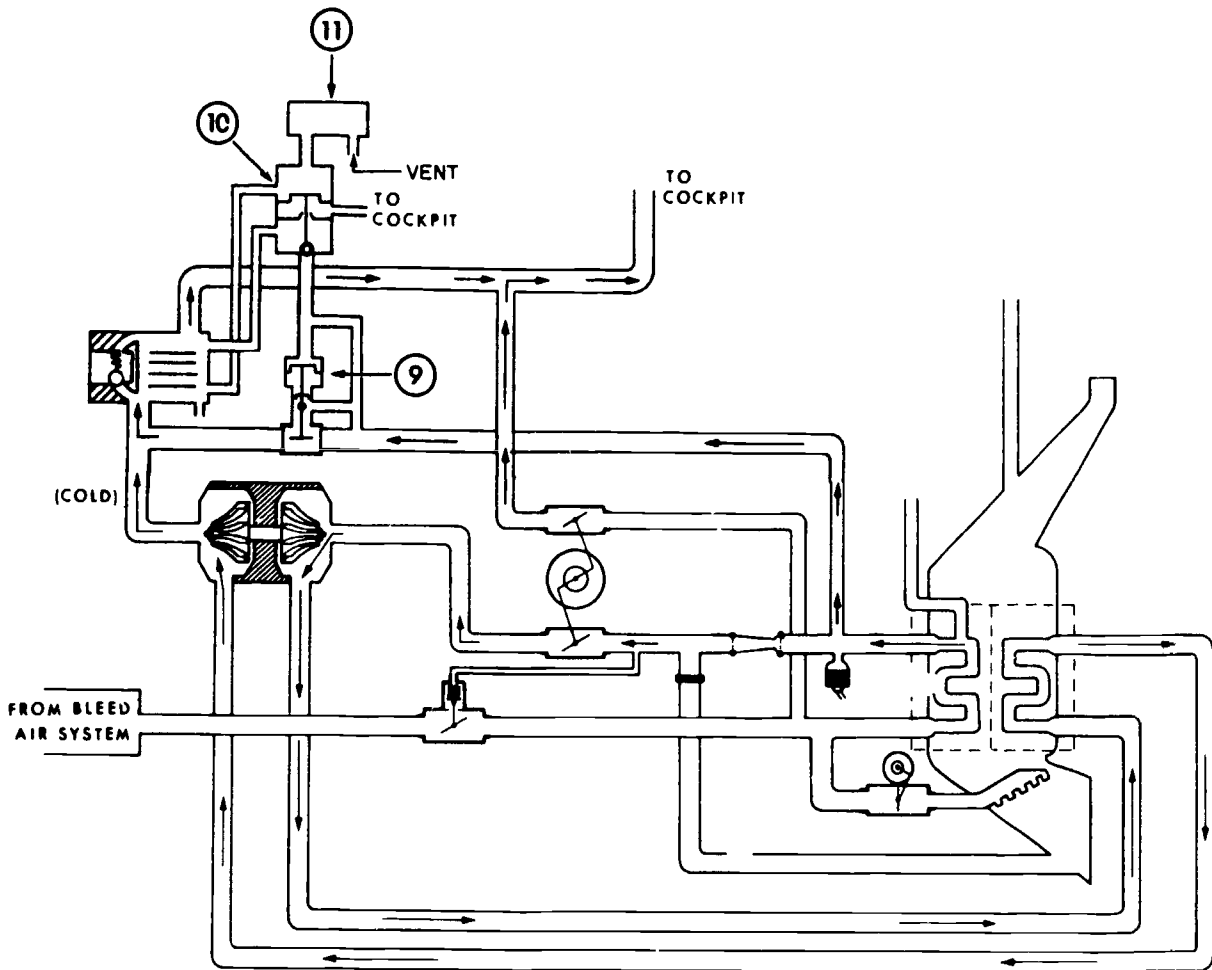 11
10
VENT
TO
COCKPIT
TO
COCKPIT
9
(COLD)
FROM BLEED
AIR SYSTEM